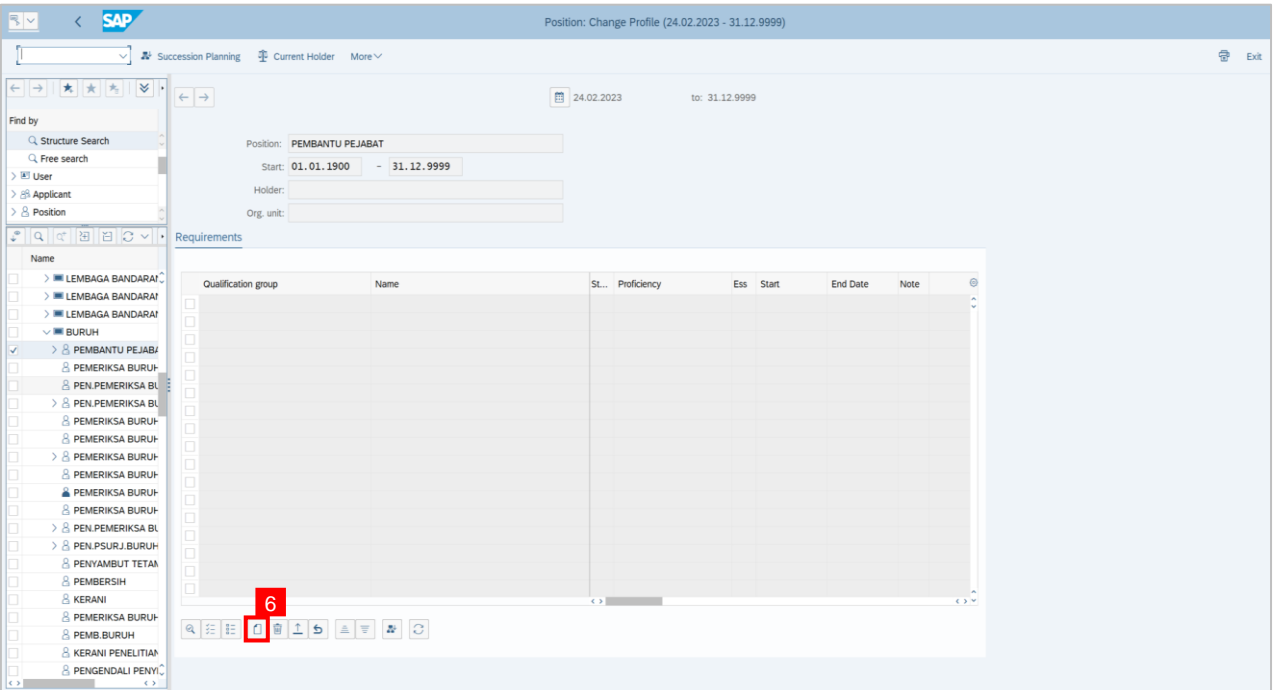 SAP
Position: Change Profile (24.02.2023 - 31.12.9999)
Succession Planning Current Holder More Exit
24.02.2023 to: 31.12.9999
Find by
Structure Search
Free search
User
Applicant
Position
Position: PEMBANTU PEJABAT
Start: 01.01.1900 - 31.12.9999
Holder:
Org. unit:
Requirements
Name
LEMBAGA BANDARAN
LEMBAGA BANDARAN
LEMBAGA BANDARAN
BURUH
PEMBANTU PEJABA
PEMERIKSA BURUH
PEN.PEMERIKSA BU
PEN.PEMERIKSA BU
PEMERIKSA BURUH
PEMERIKSA BURUH
PEMERIKSA BURUH
PEMERIKSA BURUH
PEMERIKSA BURUH
PEMERIKSA BURUH
PEN.PEMERIKSA BU
PEN.PSURJ.BURUH
PENYAMBUT TETAM
PEMBERSIH
KERANI
PEMERIKSA BURUH
PEMB.BURUH
KERANI PENELITIAN
PENGENDALI PENYI
Qualification group Name St... Proficiency Ess Start End Date Note
6